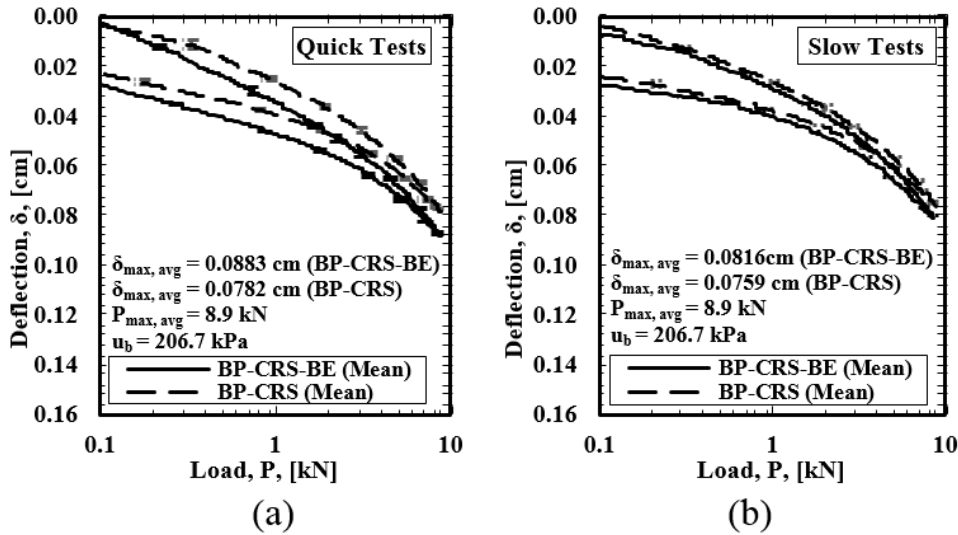 0.00
0.02
0.04
0.06
0.08
0.10
0.12
0.14
0.16
Deflection, δ, [cm]
Quick Tests
δmax, avg = 0.0883 cm (BP-CRS-BE)
δmax, avg = 0.0782 cm (BP-CRS)
Pmax, avg = 8.9 kN
ub = 206.7 kPa
BP-CRS-BE (Mean)
BP-CRS (Mean)
0.1 1 10
Load, P, [kN]
(a)
0.00
0.02
0.04
0.06
0.08
0.10
0.12
0.14
0.16
Deflection, δ, [cm]
Slow Tests
δmax, avg = 0.0816cm (BP-CRS-BE)
δmax, avg = 0.0759 cm (BP-CRS)
Pmax, avg = 8.9 kN
ub = 206.7 kPa
BP-CRS-BE (Mean)
BP-CRS (Mean)
0.1 1 10
Load, P, [kN]
(b)